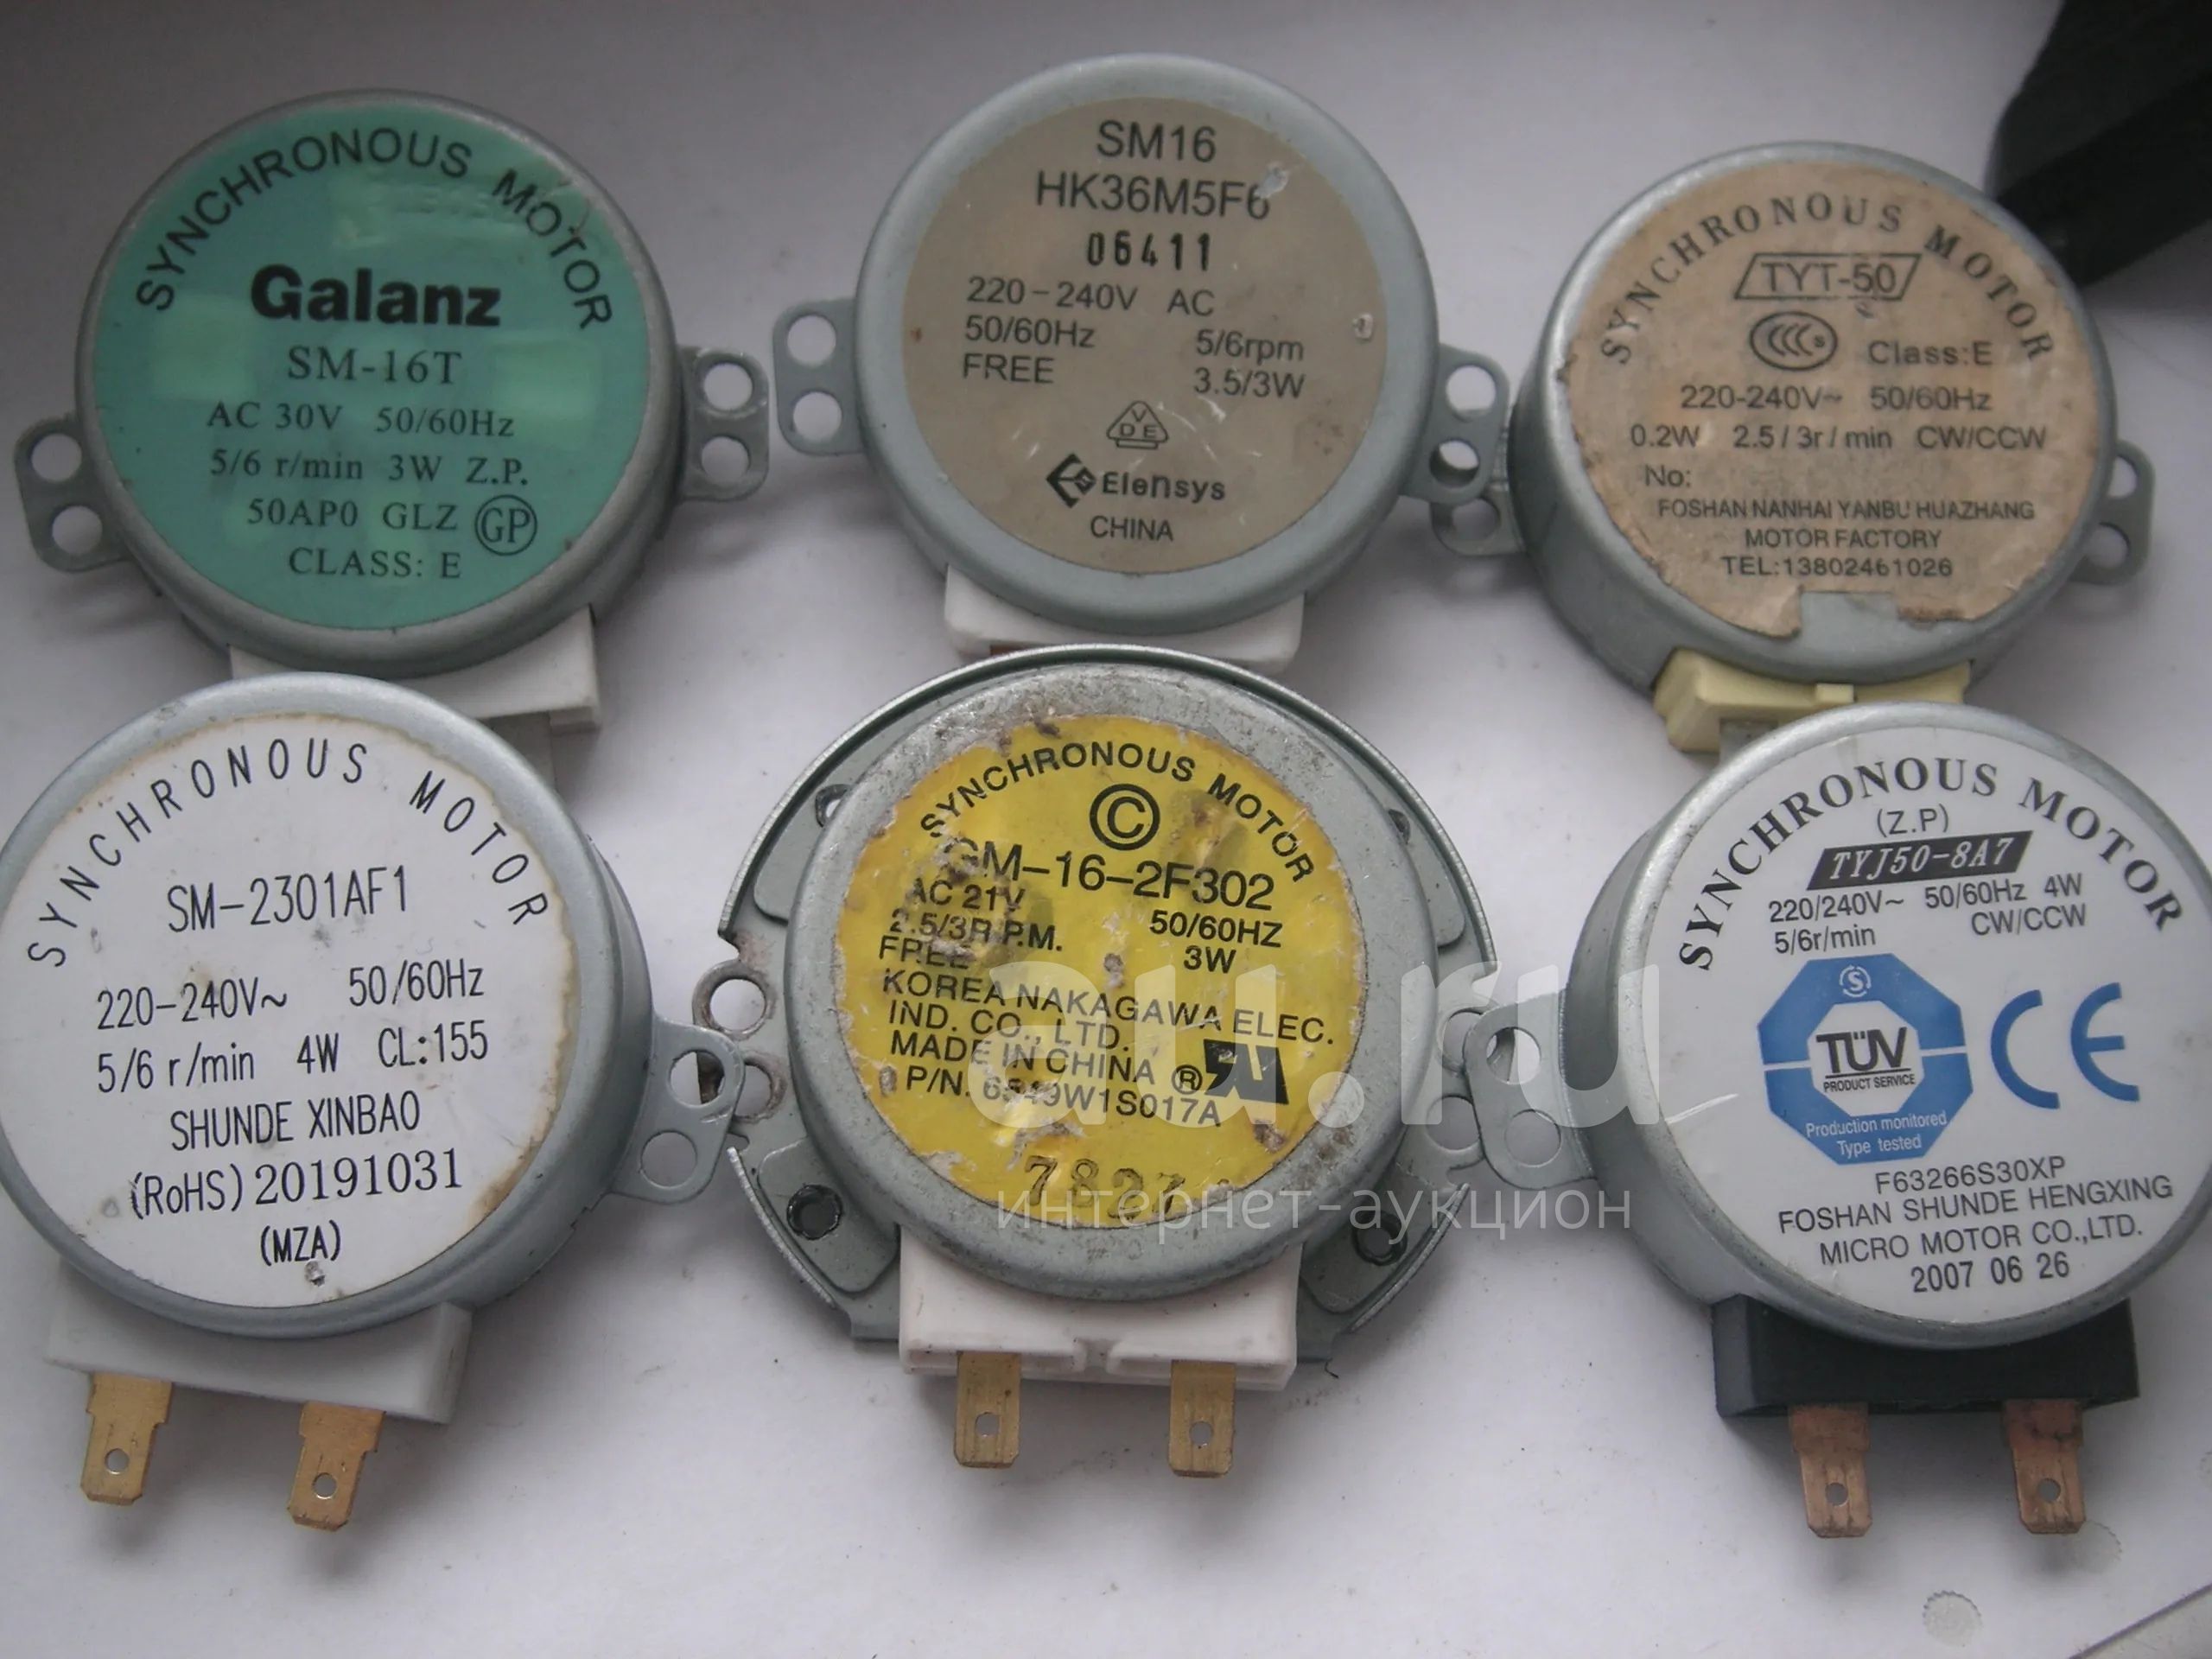 SYNCHRONOUS MOTOR
Galanz
SM-16T
AC 30V 50/60Hz
5/6 r/min 3W Z.P.
50AP0 GLZ GP
CLASS: E
SM16
HK36M5F6
06411
220-240V AC
50/60Hz 5/6rpm
FREE 3.5/3W
VDE
Elensys
CHINA
SYNCHRONOUS MOTOR
TYT-50
CCC S Class:E
220-240V~ 50/60Hz
0.2W 2.5/3r/min CW/CCW
No:
FOSHAN NANHAI YANBU HUAZHANG
MOTOR FACTORY
TEL:13802461026
SYNCHRONOUS MOTOR
SM-2301AF1
220-240V~ 50/60Hz
5/6 r/min 4W CL:155
SHUNDE XINBAO
(RoHS) 20191031
(MZA)
SYNCHRONOUS MOTOR
©
GM-16-2F302
AC 21V 50/60HZ
2.5/3R.P.M. 3W
FREE
KOREA NAKAGAWA ELEC.
IND. CO., LTD.
MADE IN CHINA ®
P/N. 6549W1S017A
SYNCHRONOUS MOTOR
(Z.P)
TYJ50-8A7
220/240V~ 50/60Hz 4W
5/6r/min CW/CCW
TÜV
PRODUCT SERVICE
Production monitored
Type tested
CE
F63266S30XP
FOSHAN SHUNDE HENGXING
MICRO MOTOR CO.,LTD.
2007 06 26
au.ru
интернет-аукцион